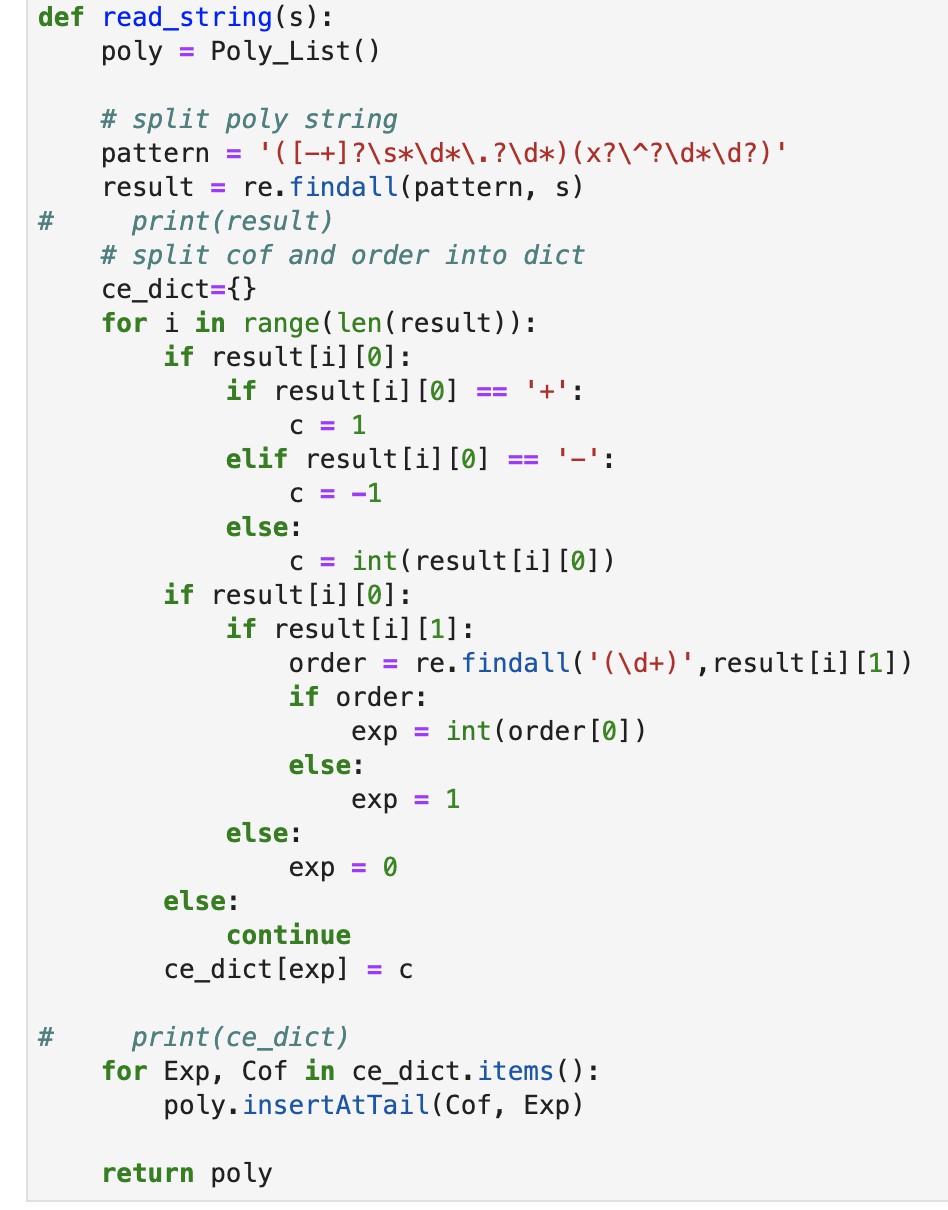 def read_string(s):
    poly = Poly_List()

    # split poly string
    pattern = '([-+]?\s*\d*\.?\d*)(x?\^?\d*\d?)'
    result = re.findall(pattern, s)
#     print(result)
    # split cof and order into dict
    ce_dict={}
    for i in range(len(result)):
        if result[i][0]:
            if result[i][0] == '+':
                c = 1
            elif result[i][0] == '-':
                c = -1
            else:
                c = int(result[i][0])
        if result[i][0]:
            if result[i][1]:
                order = re.findall('(\d+)',result[i][1])
                if order:
                    exp = int(order[0])
                else:
                    exp = 1
            else:
                exp = 0
        else:
            continue
        ce_dict[exp] = c

#     print(ce_dict)
    for Exp, Cof in ce_dict.items():
        poly.insertAtTail(Cof, Exp)

    return poly